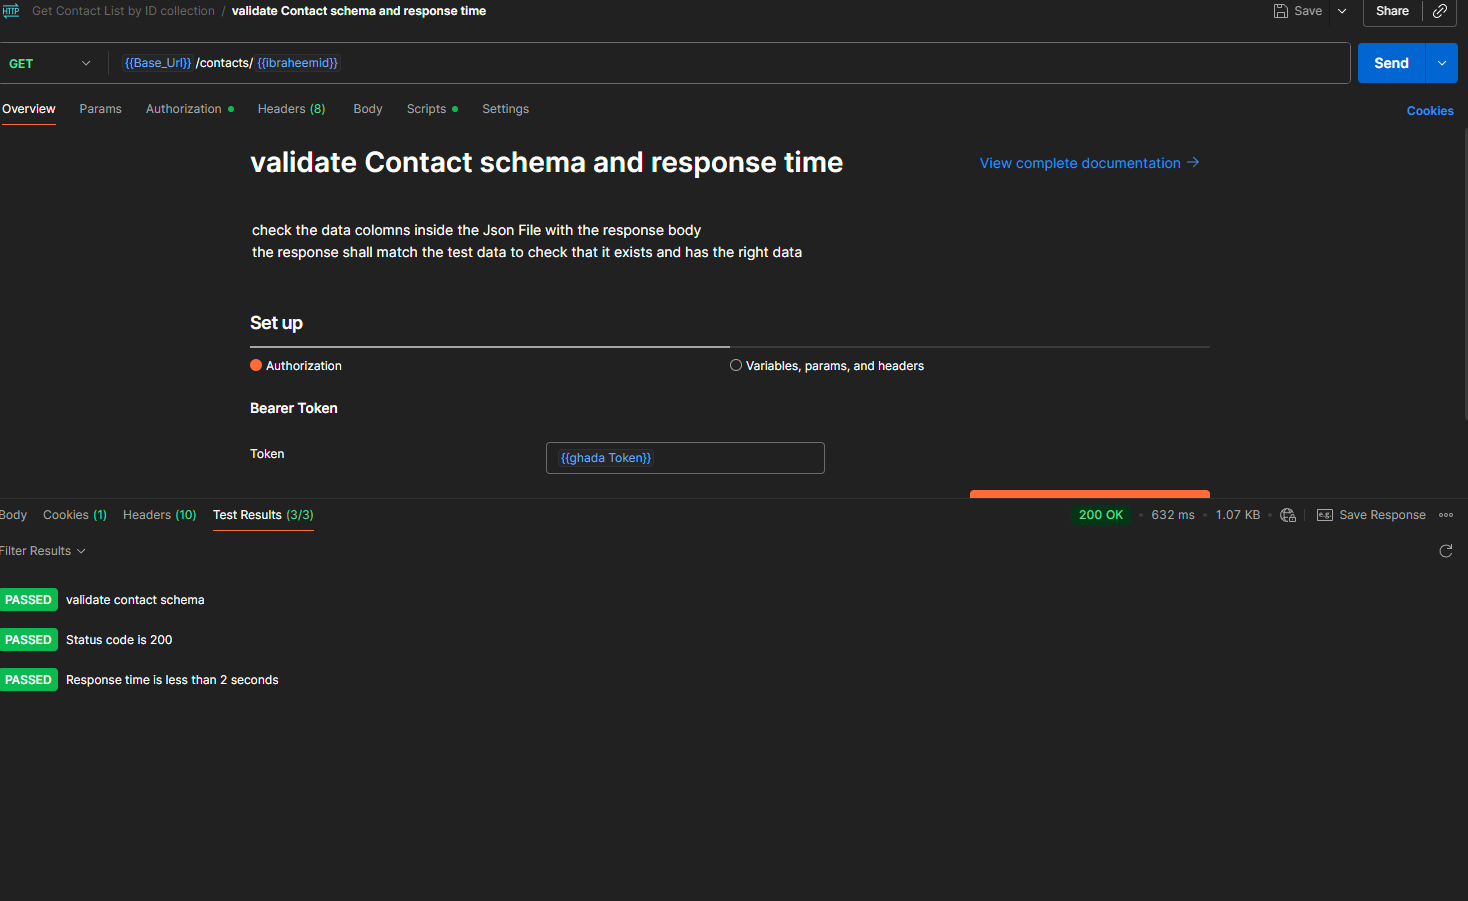 HTTP Get Contact List by ID collection / validate Contact schema and response time Save Share
GET {{Base_Url}} /contacts/ {{ibraheemid}} Send
Overview Params Authorization Headers (8) Body Scripts Settings Cookies
validate Contact schema and response time View complete documentation →
check the data colomns inside the Json File with the response body
the response shall match the test data to check that it exists and has the right data
Set up
Authorization Variables, params, and headers
Bearer Token
Token {{ghada Token}}
Body Cookies (1) Headers (10) Test Results (3/3) 200 OK • 632 ms • 1.07 KB • e.g. Save Response
Filter Results
PASSED validate contact schema
PASSED Status code is 200
PASSED Response time is less than 2 seconds